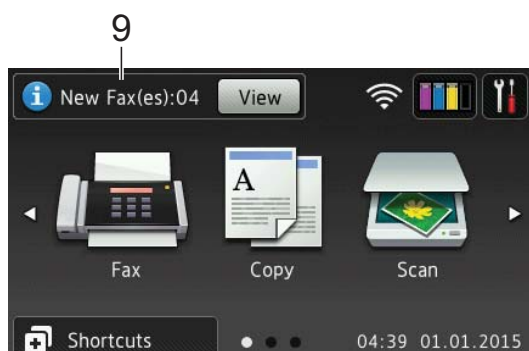 9
New Fax(es):04 View
A
Fax Copy Scan
Shortcuts 04:39 01.01.2015